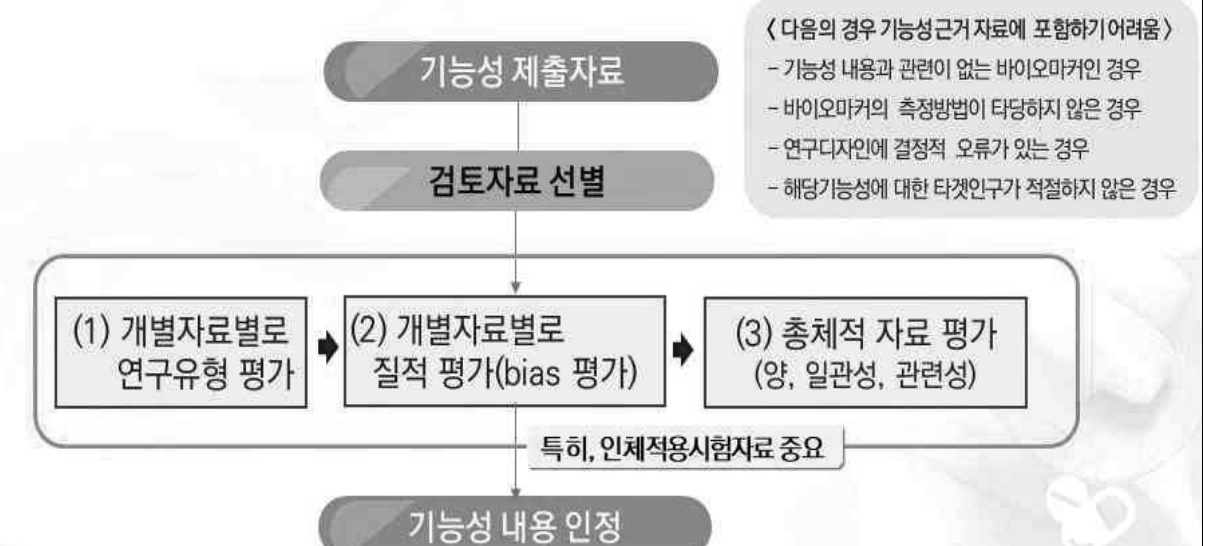 기능성 제출자료
〈 다음의 경우 기능성근거 자료에 포함하기어려움 〉
- 기능성 내용과 관련이 없는 바이오마커인 경우
- 바이오마커의 측정방법이 타당하지 않은 경우
- 연구디자인에 결정적 오류가 있는 경우
- 해당기능성에 대한 타겟인구가 적절하지 않은 경우
검토자료 선별
(1) 개별자료별로
연구유형 평가
(2) 개별자료별로
질적 평가(bias 평가)
(3) 총체적 자료 평가
(양, 일관성, 관련성)
특히, 인체적용시험자료 중요
기능성 내용 인정